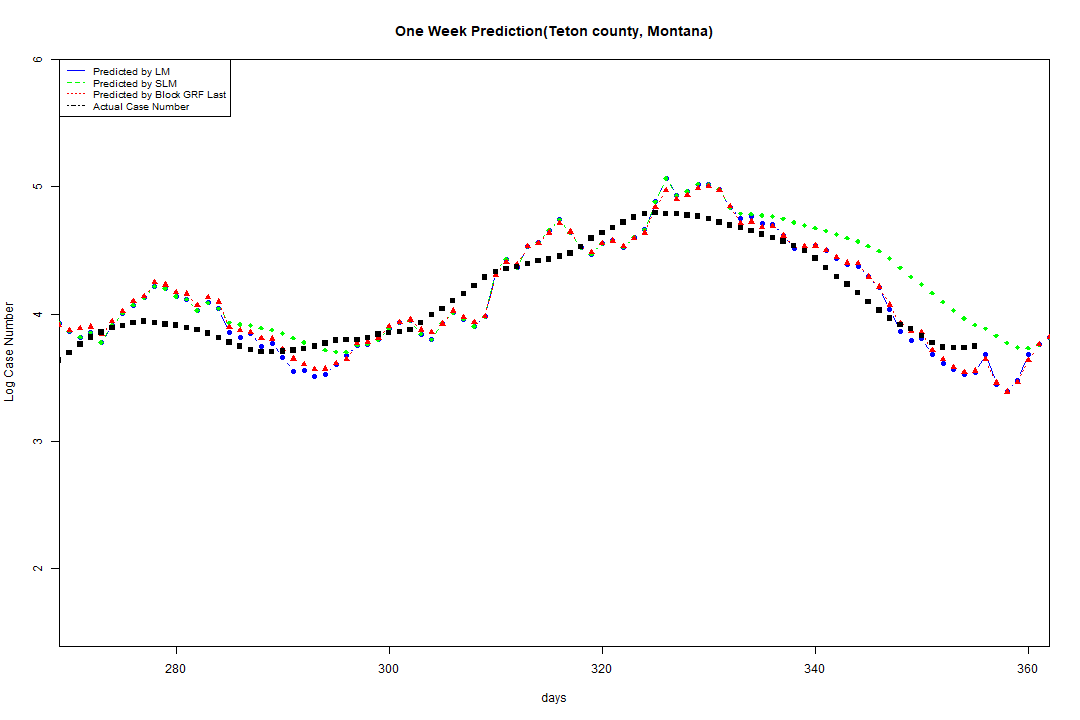 One Week Prediction(Teton county, Montana)
Predicted by LM
Predicted by SLM
Predicted by Block GRF Last
Actual Case Number
6
5
4
3
2
Log Case Number
280 300 320 340 360
days